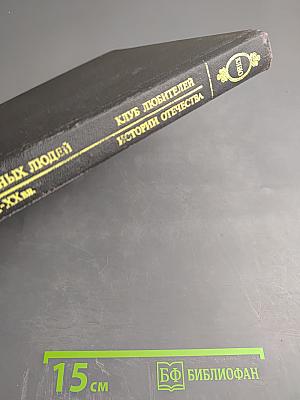 НЫХ ЛЮДЕЙ
-XX вв.
КЛУБ ЛЮБИТЕЛЕЙ
ИСТОРИИ ОТЕЧЕСТВА
15 см
БФ БИБЛИОФАН